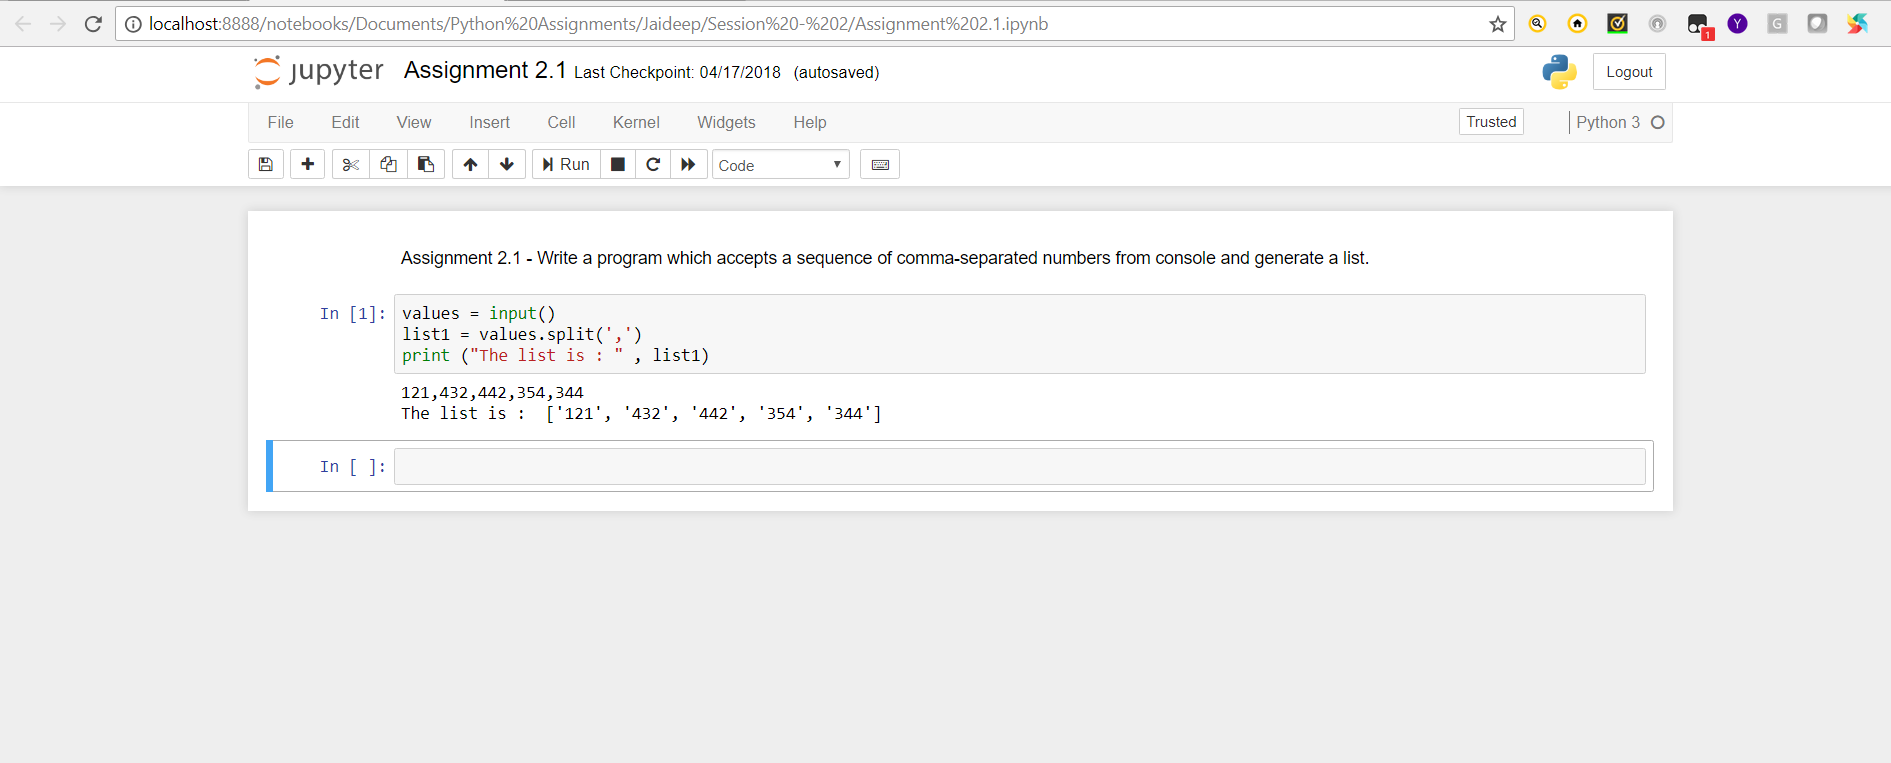 localhost:8888/notebooks/Documents/Python%20Assignments/Jaideep/Session%20-%202/Assignment%202.1.ipynb
1 Y G
jupyter Assignment 2.1 Last Checkpoint: 04/17/2018 (autosaved) Logout
File Edit View Insert Cell Kernel Widgets Help Trusted Python 3
Run Code
Assignment 2.1 - Write a program which accepts a sequence of comma-separated numbers from console and generate a list.
In [1]: values = input()
list1 = values.split(',')
print ("The list is : " , list1)
121,432,442,354,344
The list is :  ['121', '432', '442', '354', '344']
In [ ]: